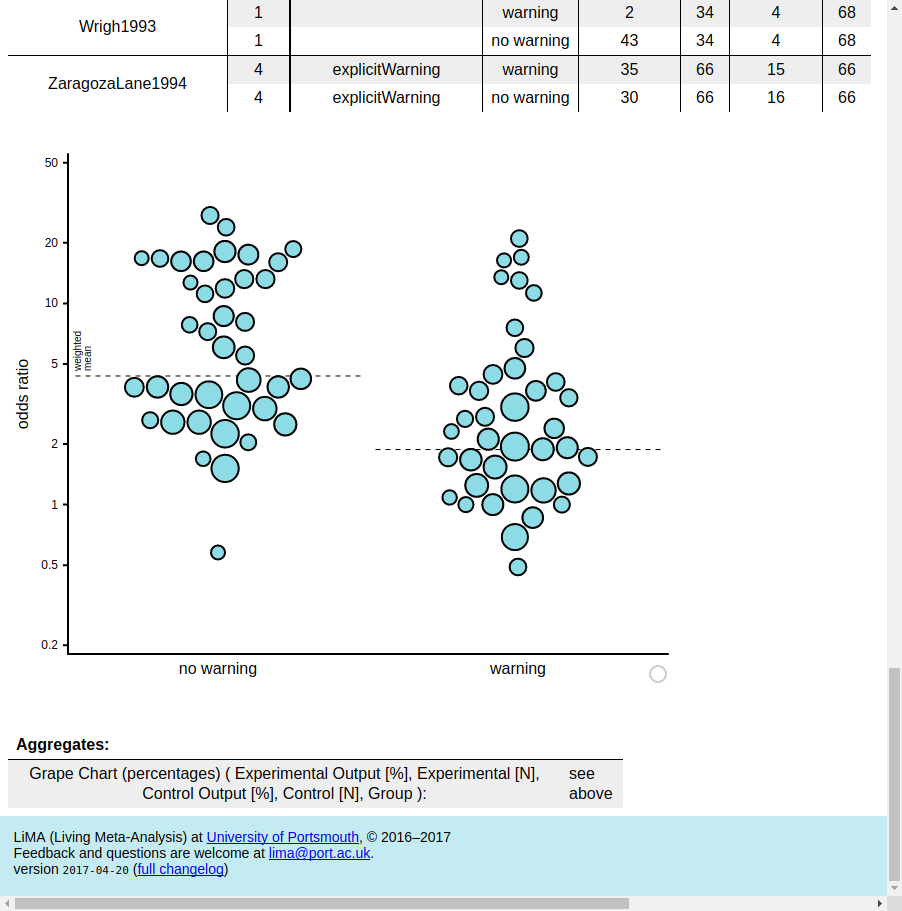 Wrigh1993
1 warning 2 34 4 68
1 no warning 43 34 4 68
ZaragozaLane1994
4 explicitWarning warning 35 66 15 66
4 explicitWarning no warning 30 66 16 66
50
20
10
5
2
1
0.5
0.2
odds ratio
weighted
mean
no warning
warning
Aggregates:
Grape Chart (percentages) ( Experimental Output [%], Experimental [N], see
Control Output [%], Control [N], Group ): above
LiMA (Living Meta-Analysis) at University of Portsmouth, © 2016–2017
Feedback and questions are welcome at lima@port.ac.uk.
version 2017-04-20 (full changelog)